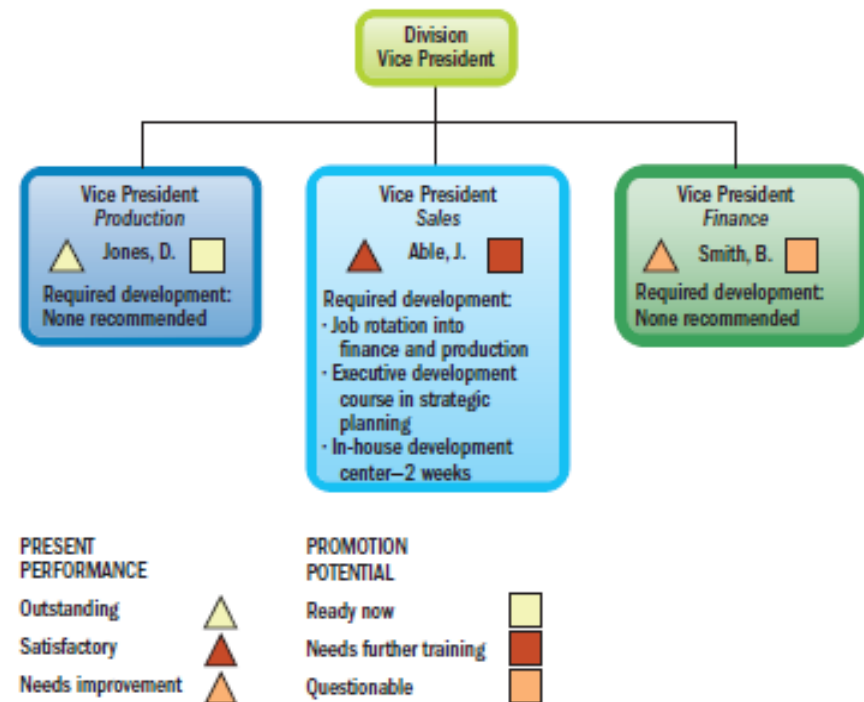 Division
Vice President
Vice President
Production
Jones, D.
Required development:
None recommended
Vice President
Sales
Able, J.
Required development:
· Job rotation into
finance and production
· Executive development
course in strategic
planning
· In-house development
center—2 weeks
Vice President
Finance
Smith, B.
Required development:
None recommended
PRESENT
PERFORMANCE
Outstanding
Satisfactory
Needs improvement
PROMOTION
POTENTIAL
Ready now
Needs further training
Questionable